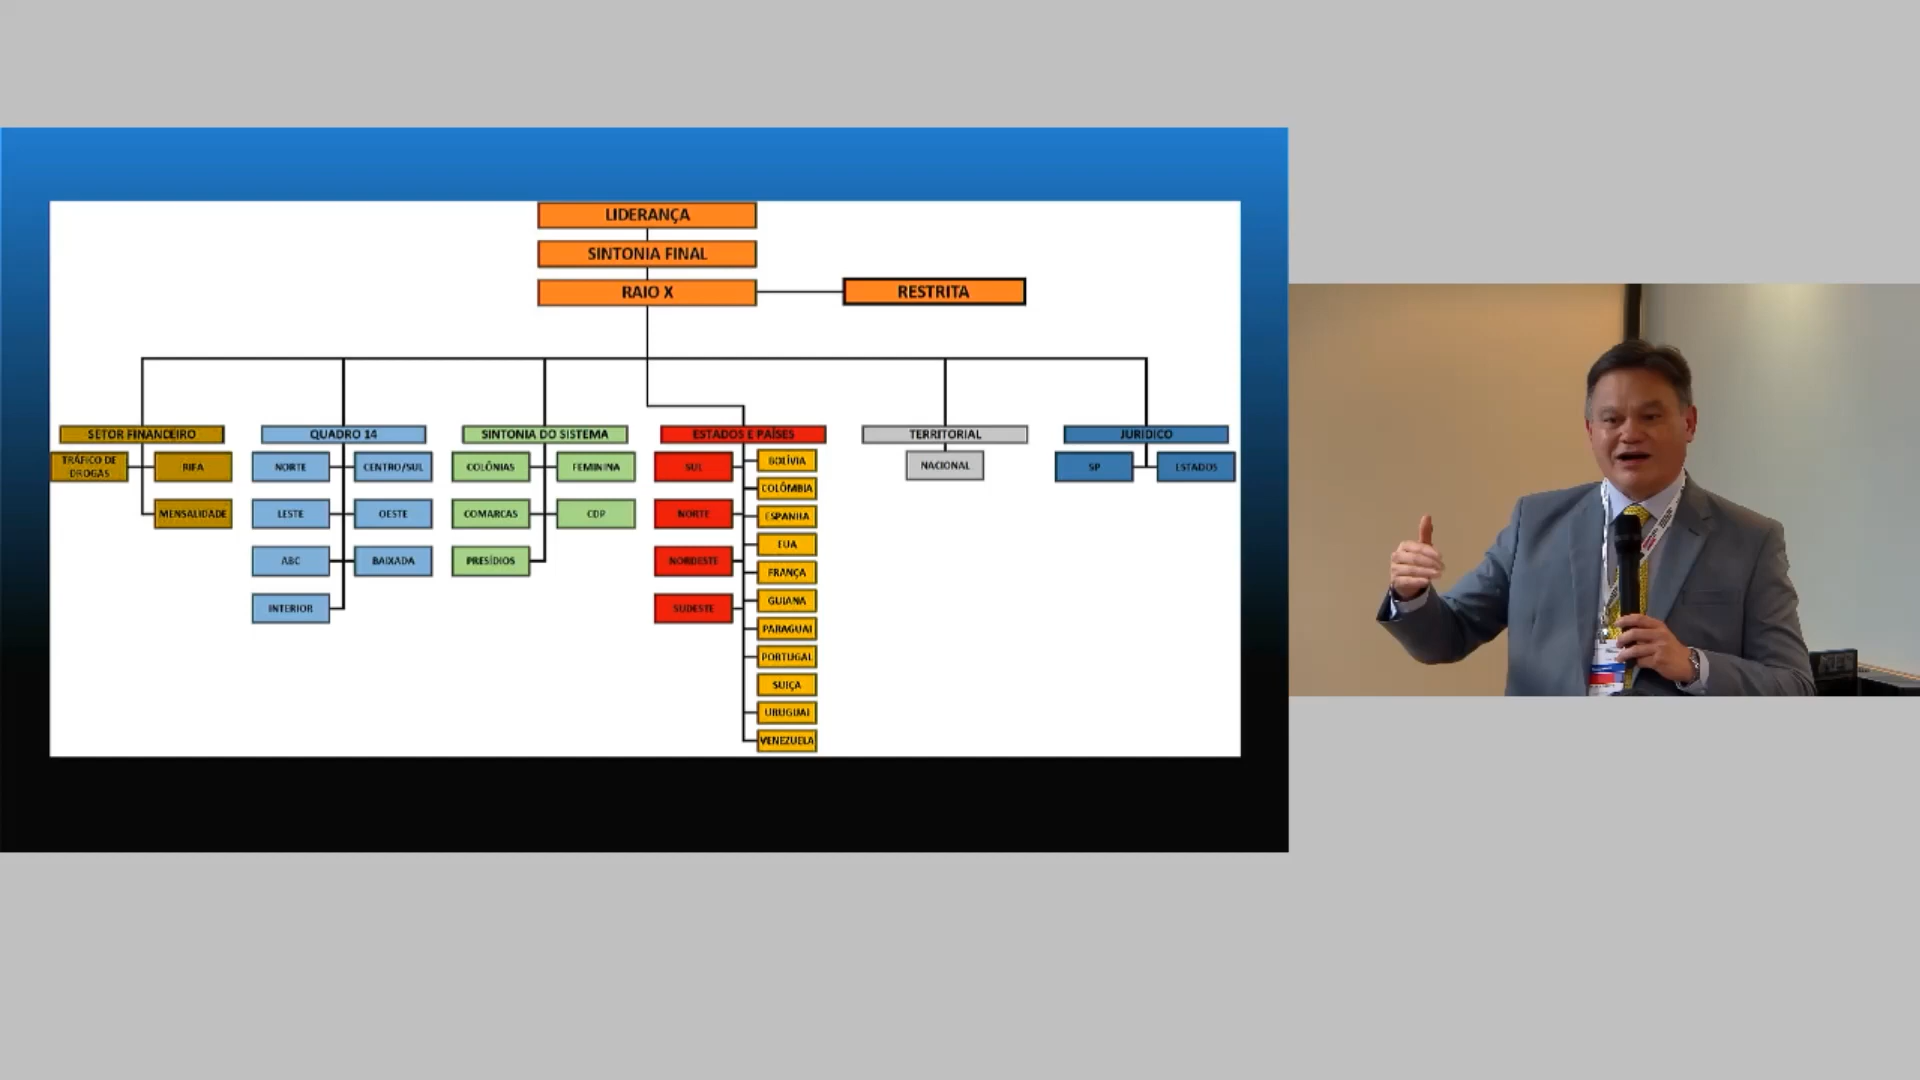 LIDERANÇA
SINTONIA FINAL
RAIO X
RESTRITA
SETOR FINANCEIRO
TRÁFICO DE
DROGAS
RIFA
MENSALIDADE
QUADRO 14
NORTE
CENTRO/SUL
LESTE
OESTE
ABC
BAIXADA
INTERIOR
SINTONIA DO SISTEMA
COLÔNIAS
FEMININA
COMARCAS
CDP
PRESÍDIOS
ESTADOS E PAÍSES
SUL
NORTE
NORDESTE
SUDESTE
BOLÍVIA
COLÔMBIA
ESPANHA
EUA
FRANÇA
GUIANA
PARAGUAI
PORTUGAL
SUIÇA
URUGUAI
VENEZUELA
TERRITORIAL
NACIONAL
JURIDICO
SP
ESTADOS